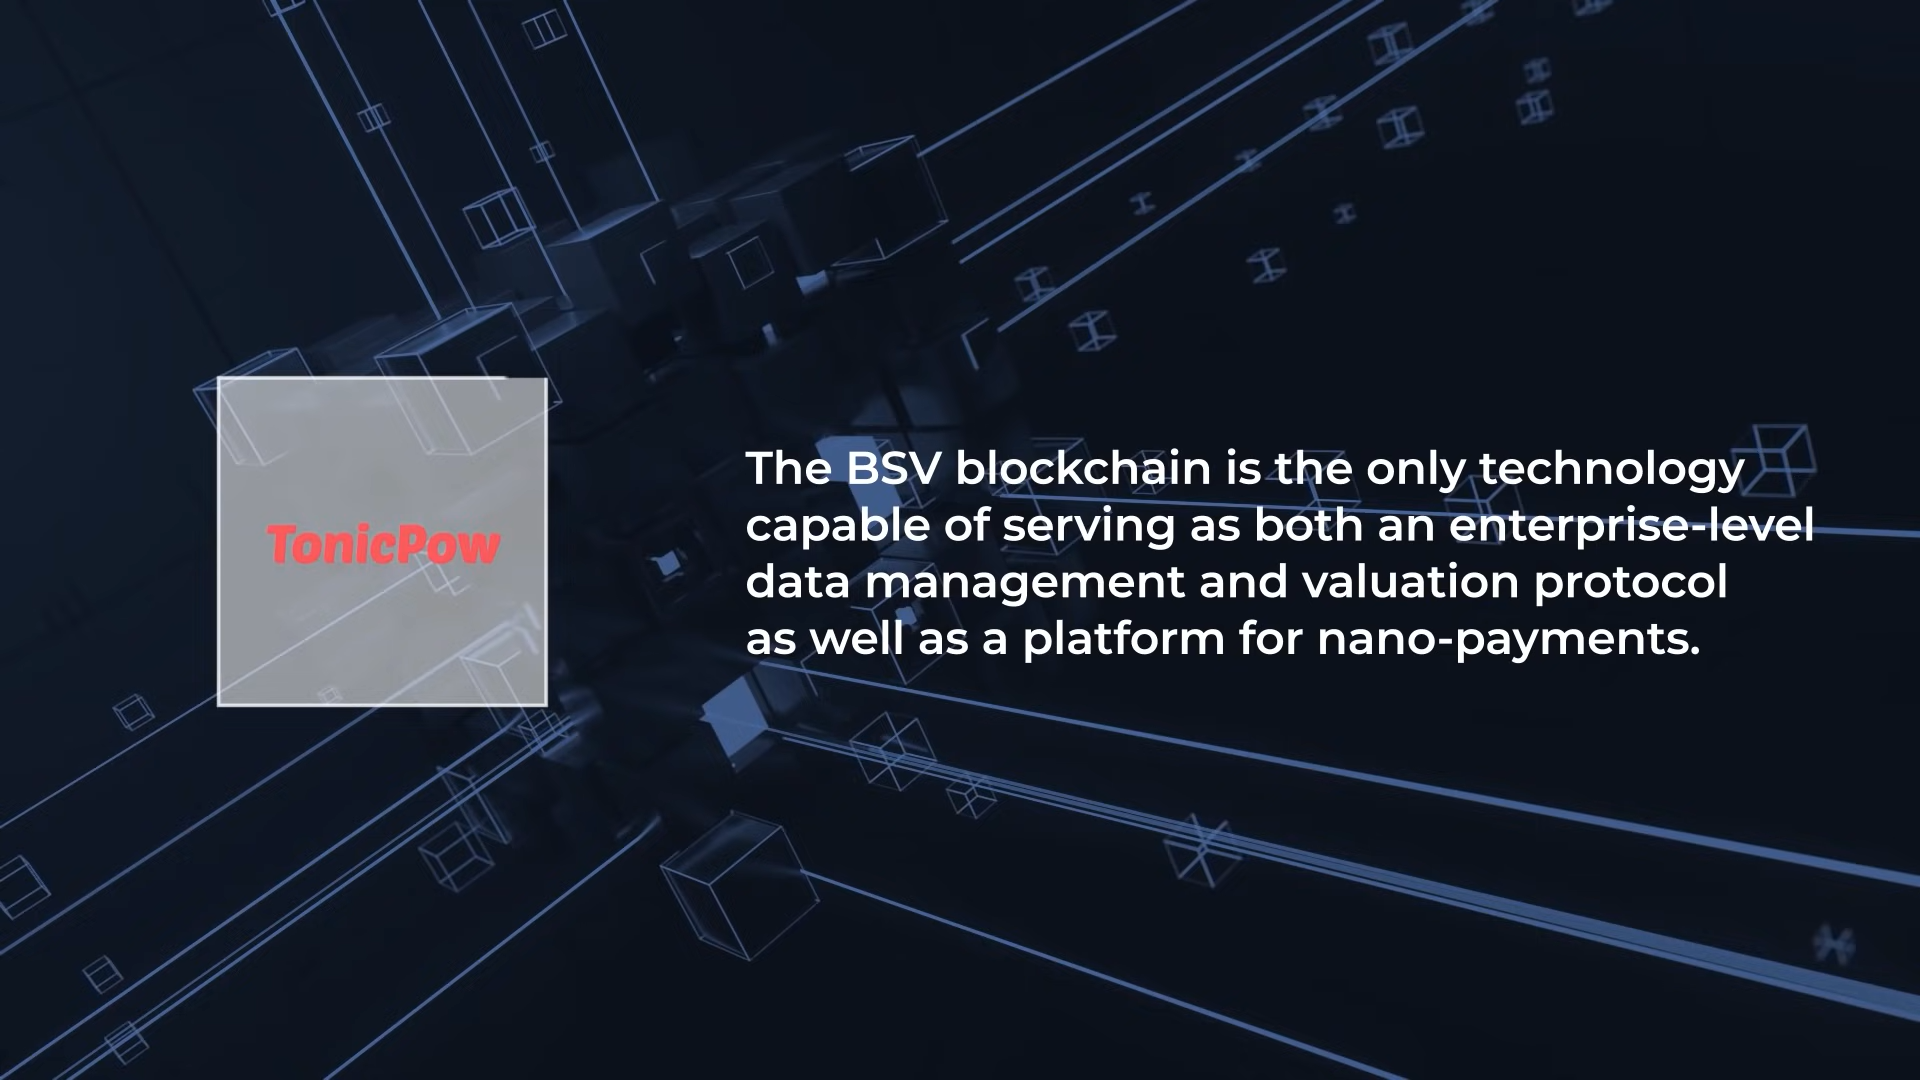 TonicPow
The BSV blockchain is the only technology
capable of serving as both an enterprise-level
data management and valuation protocol
as well as a platform for nano-payments.